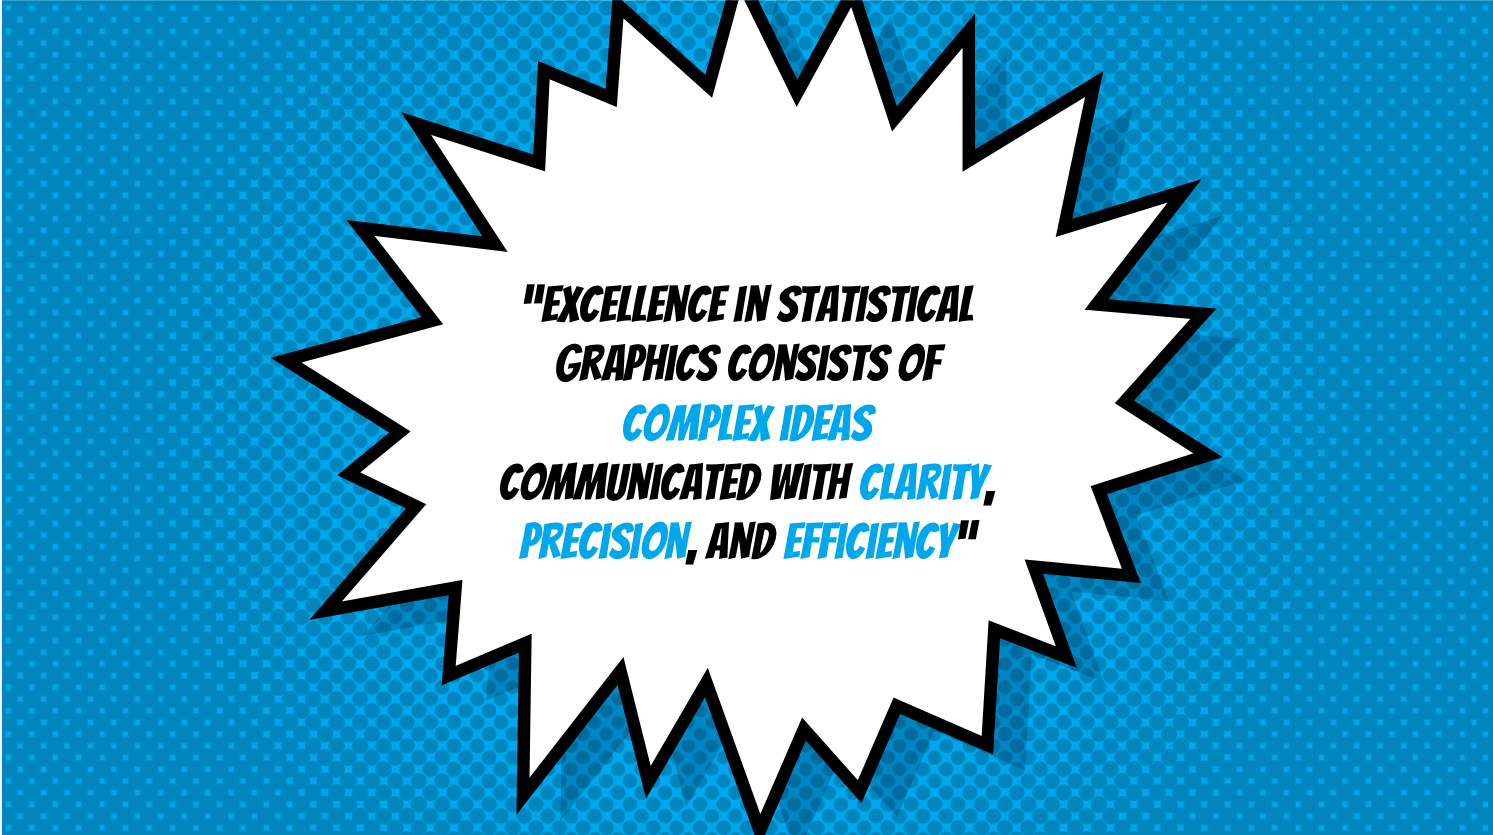 "EXCELLENCE IN STATISTICAL
GRAPHICS CONSISTS OF
COMPLEX IDEAS
COMMUNICATED WITH CLARITY,
PRECISION, AND EFFICIENCY"